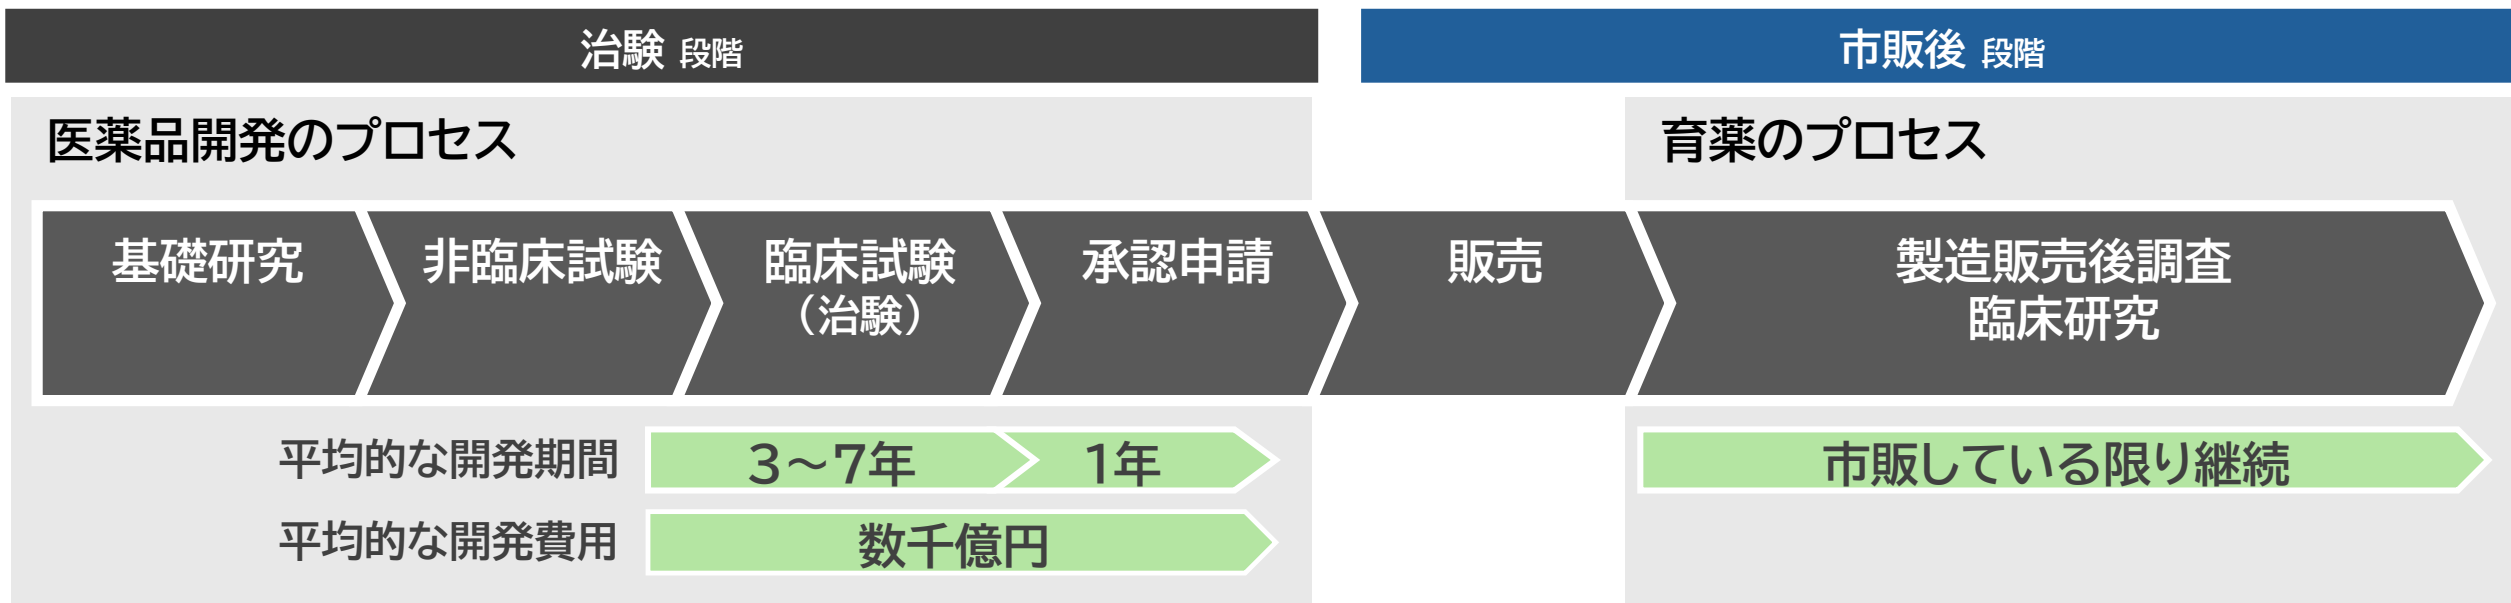 治験 段階
市販後 段階
医薬品開発のプロセス
育薬のプロセス
基礎研究
非臨床試験
臨床試験
（治験）
承認申請
販売
製造販売後調査
臨床研究
平均的な開発期間
3～7年
1年
市販している限り継続
平均的な開発費用
数千億円